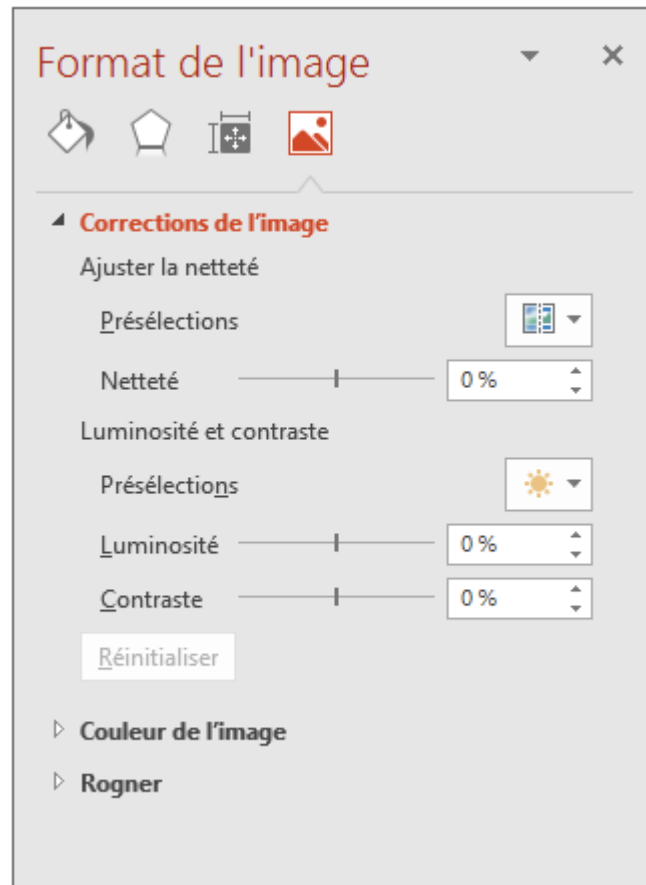 Format de l'image
Corrections de l'image
Ajuster la netteté
Présélections
Netteté 0 %
Luminosité et contraste
Présélections
Luminosité 0 %
Contraste 0 %
Réinitialiser
Couleur de l'image
Rogner